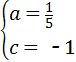 a = 1/5
c = - 1